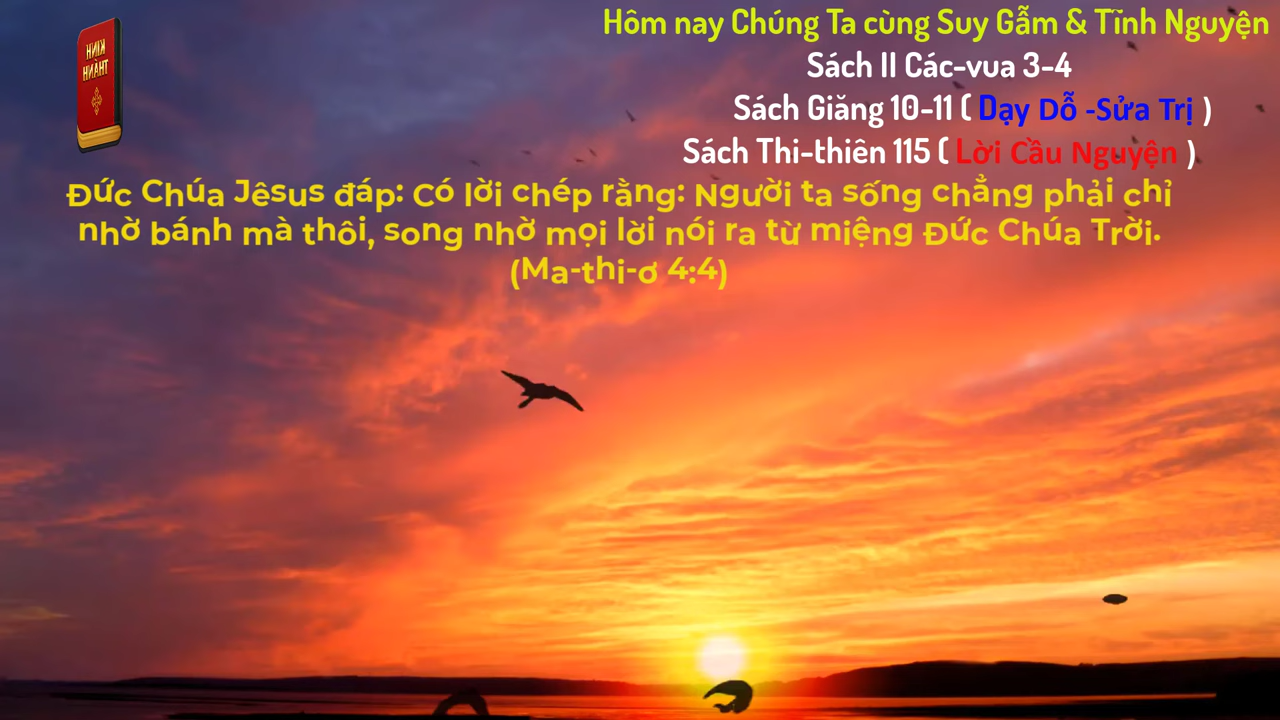 KINH
THÁNH
Hôm nay Chúng Ta cùng Suy Gẫm & Tĩnh Nguyện
Sách II Các-vua 3-4
Sách Giăng 10-11 ( Dạy Dỗ -Sửa Trị )
Sách Thi-thiên 115 ( Lời Cầu Nguyện )
Đức Chúa Jêsus đáp: Có lời chép rằng: Người ta sống chẳng phải chỉ
nhờ bánh mà thôi, song nhờ mọi lời nói ra từ miệng Đức Chúa Trời.
(Ma-thi-ơ 4:4)